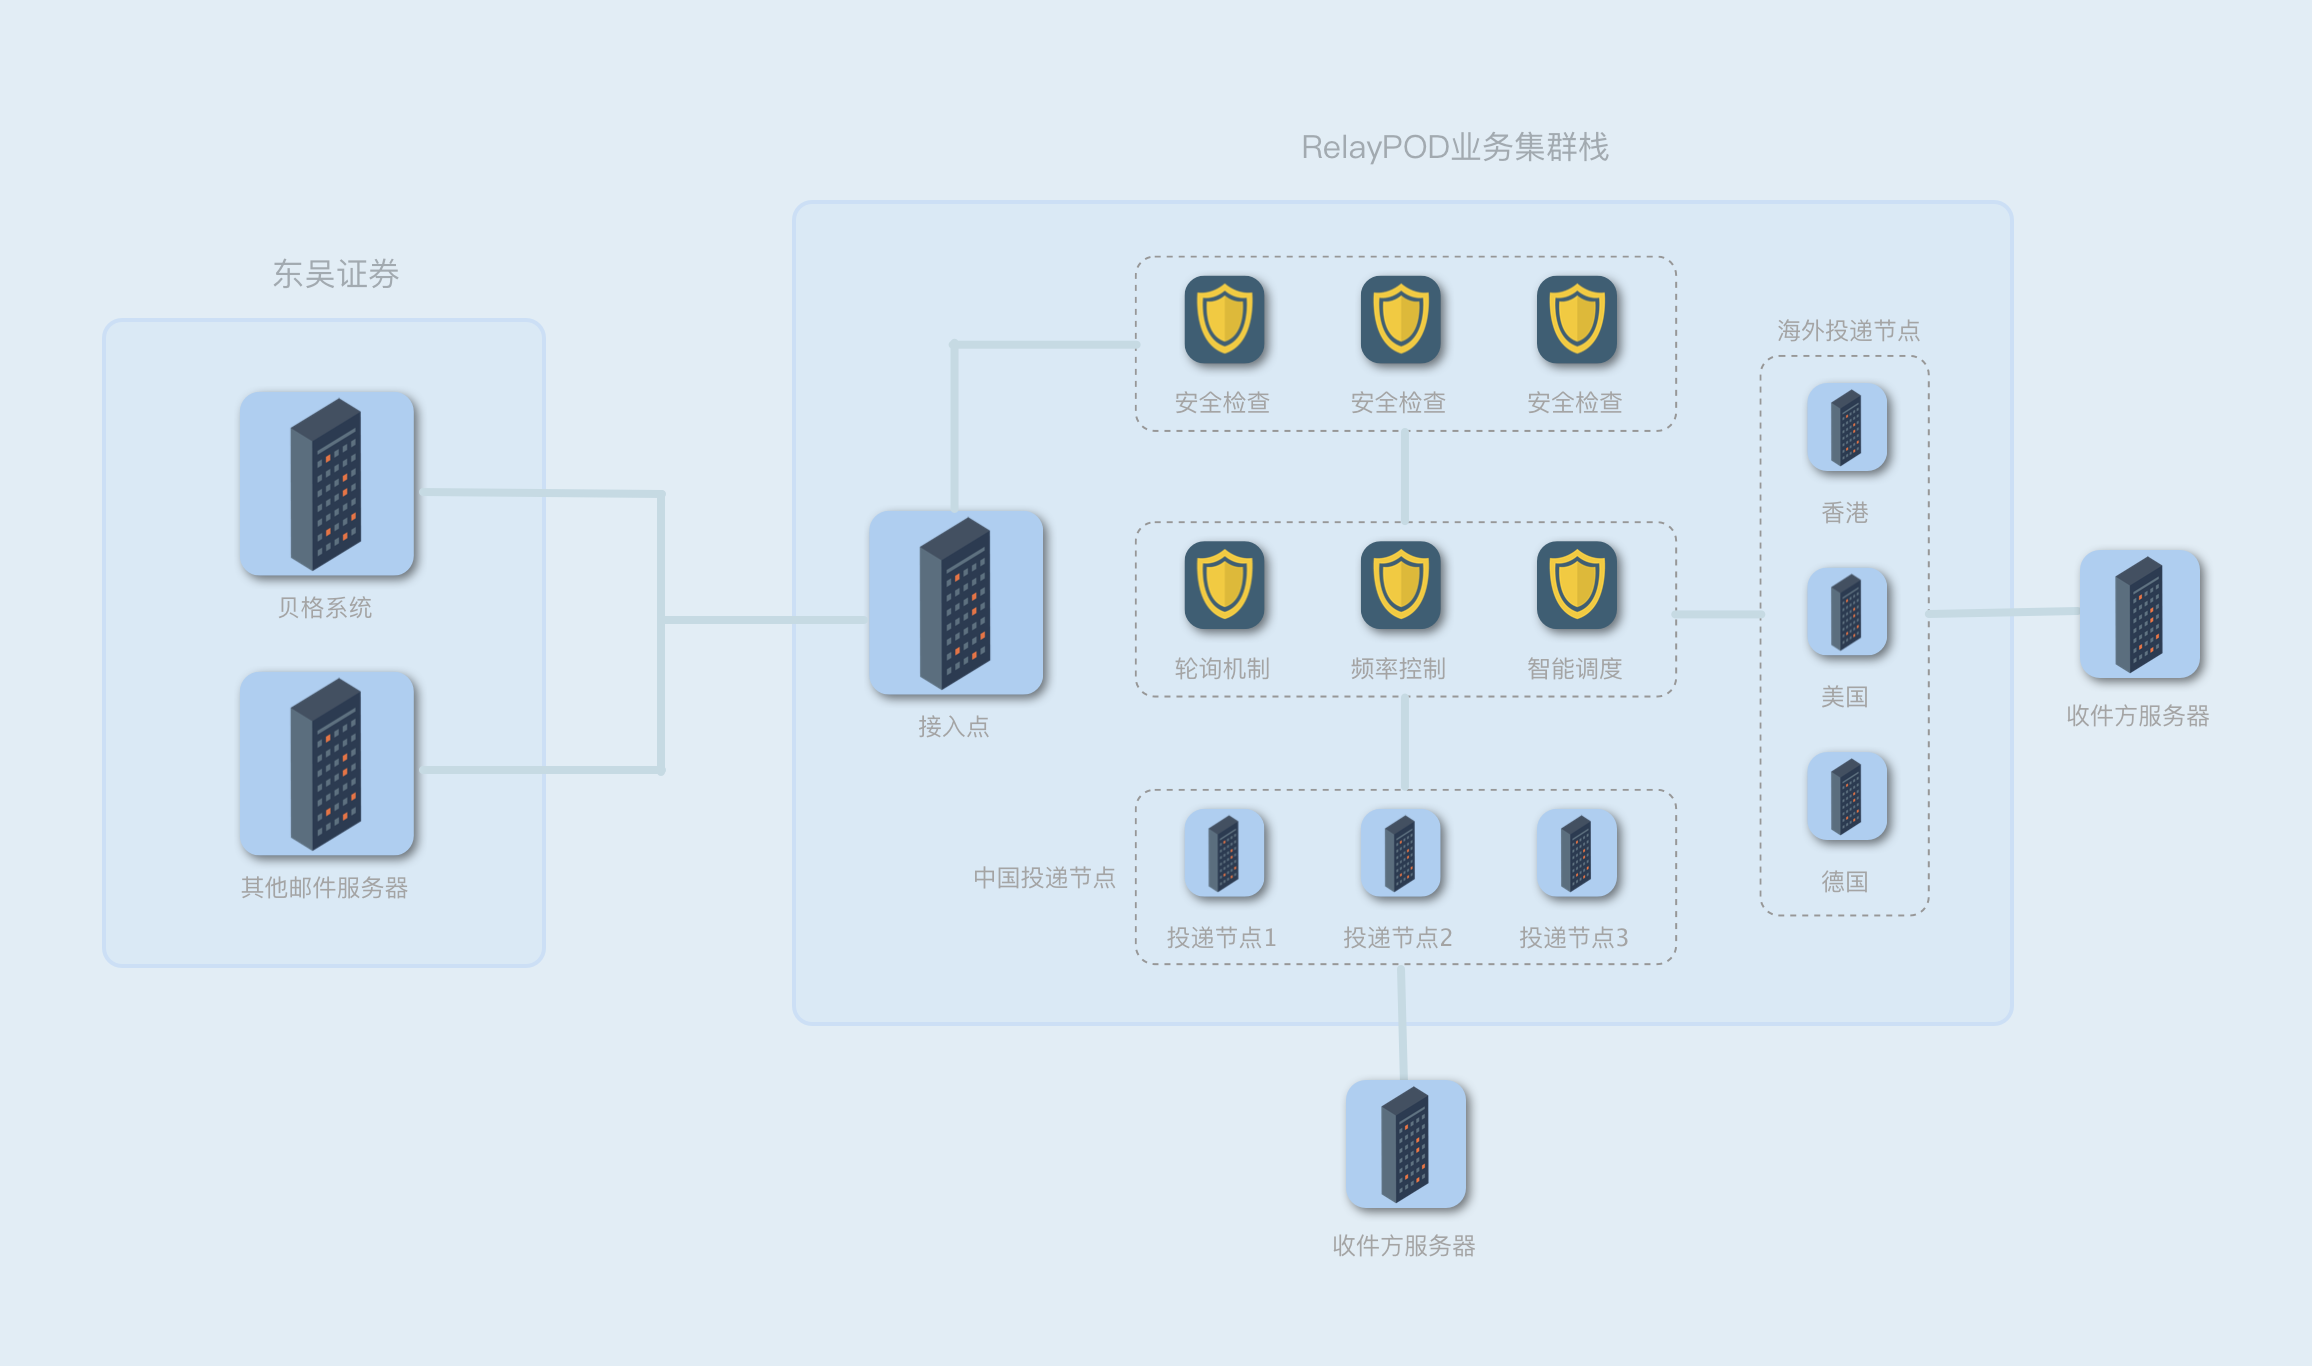 RelayPOD业务集群栈
东吴证券
贝格系统
其他邮件服务器
接入点
安全检查
安全检查
安全检查
轮询机制
频率控制
智能调度
中国投递节点
投递节点1
投递节点2
投递节点3
海外投递节点
香港
美国
德国
收件方服务器
收件方服务器